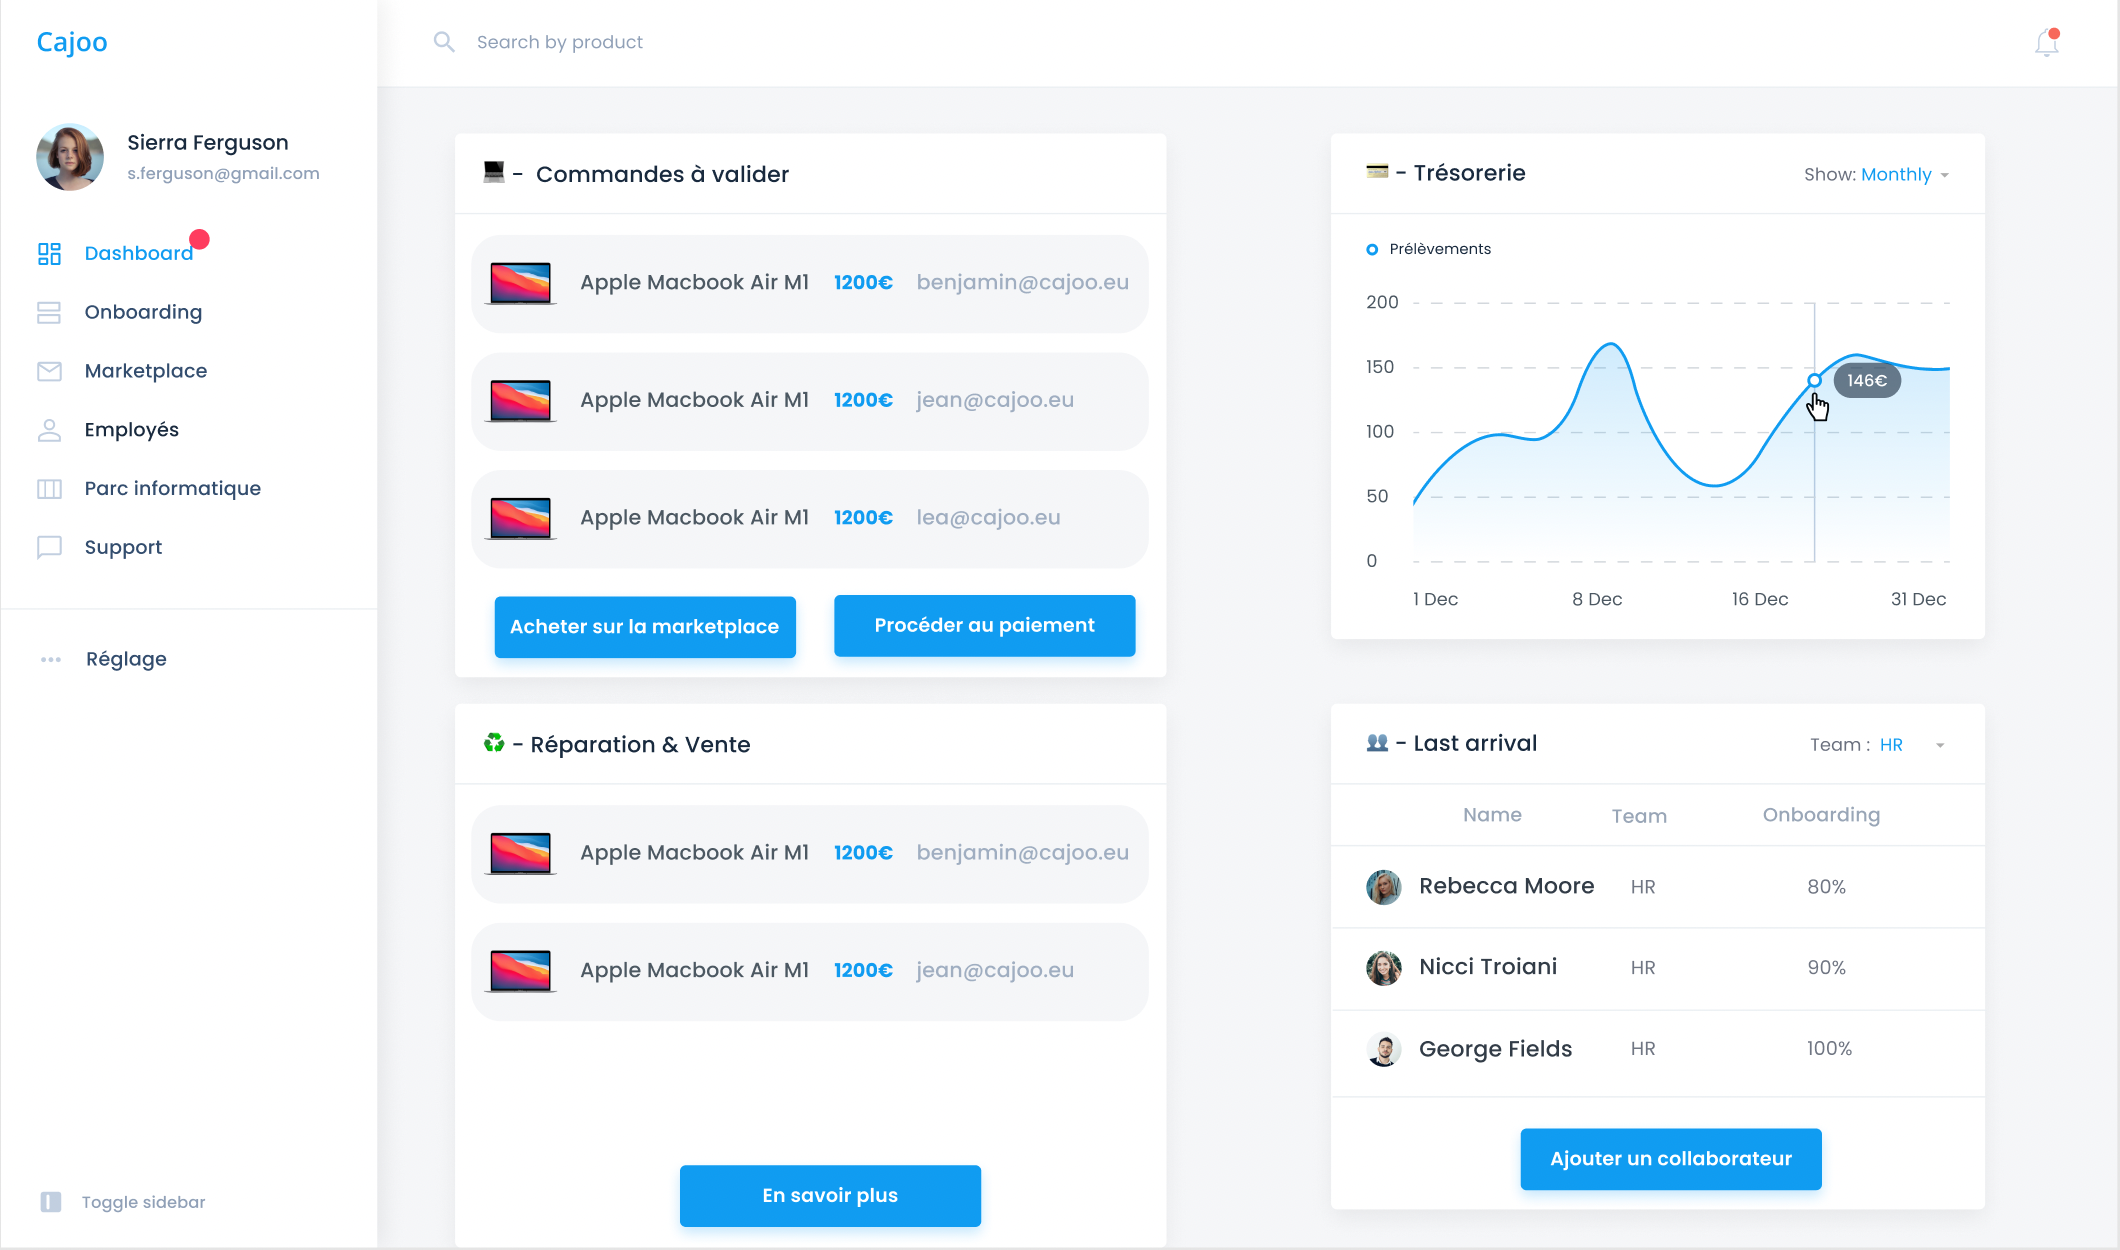 Cajoo
Search by product
Sierra Ferguson
s.ferguson@gmail.com
Dashboard
Onboarding
Marketplace
Employés
Parc informatique
Support
Réglage
Toggle sidebar
- Commandes à valider
Apple Macbook Air M1 1200€ benjamin@cajoo.eu
Apple Macbook Air M1 1200€ jean@cajoo.eu
Apple Macbook Air M1 1200€ lea@cajoo.eu
Acheter sur la marketplace
Procéder au paiement
- Trésorerie
Show: Monthly
Prélèvements
200
150
146€
100
50
0
1 Dec 8 Dec 16 Dec 31 Dec
- Réparation & Vente
Apple Macbook Air M1 1200€ benjamin@cajoo.eu
Apple Macbook Air M1 1200€ jean@cajoo.eu
En savoir plus
- Last arrival
Team : HR
Name Team Onboarding
Rebecca Moore HR 80%
Nicci Troiani HR 90%
George Fields HR 100%
Ajouter un collaborateur